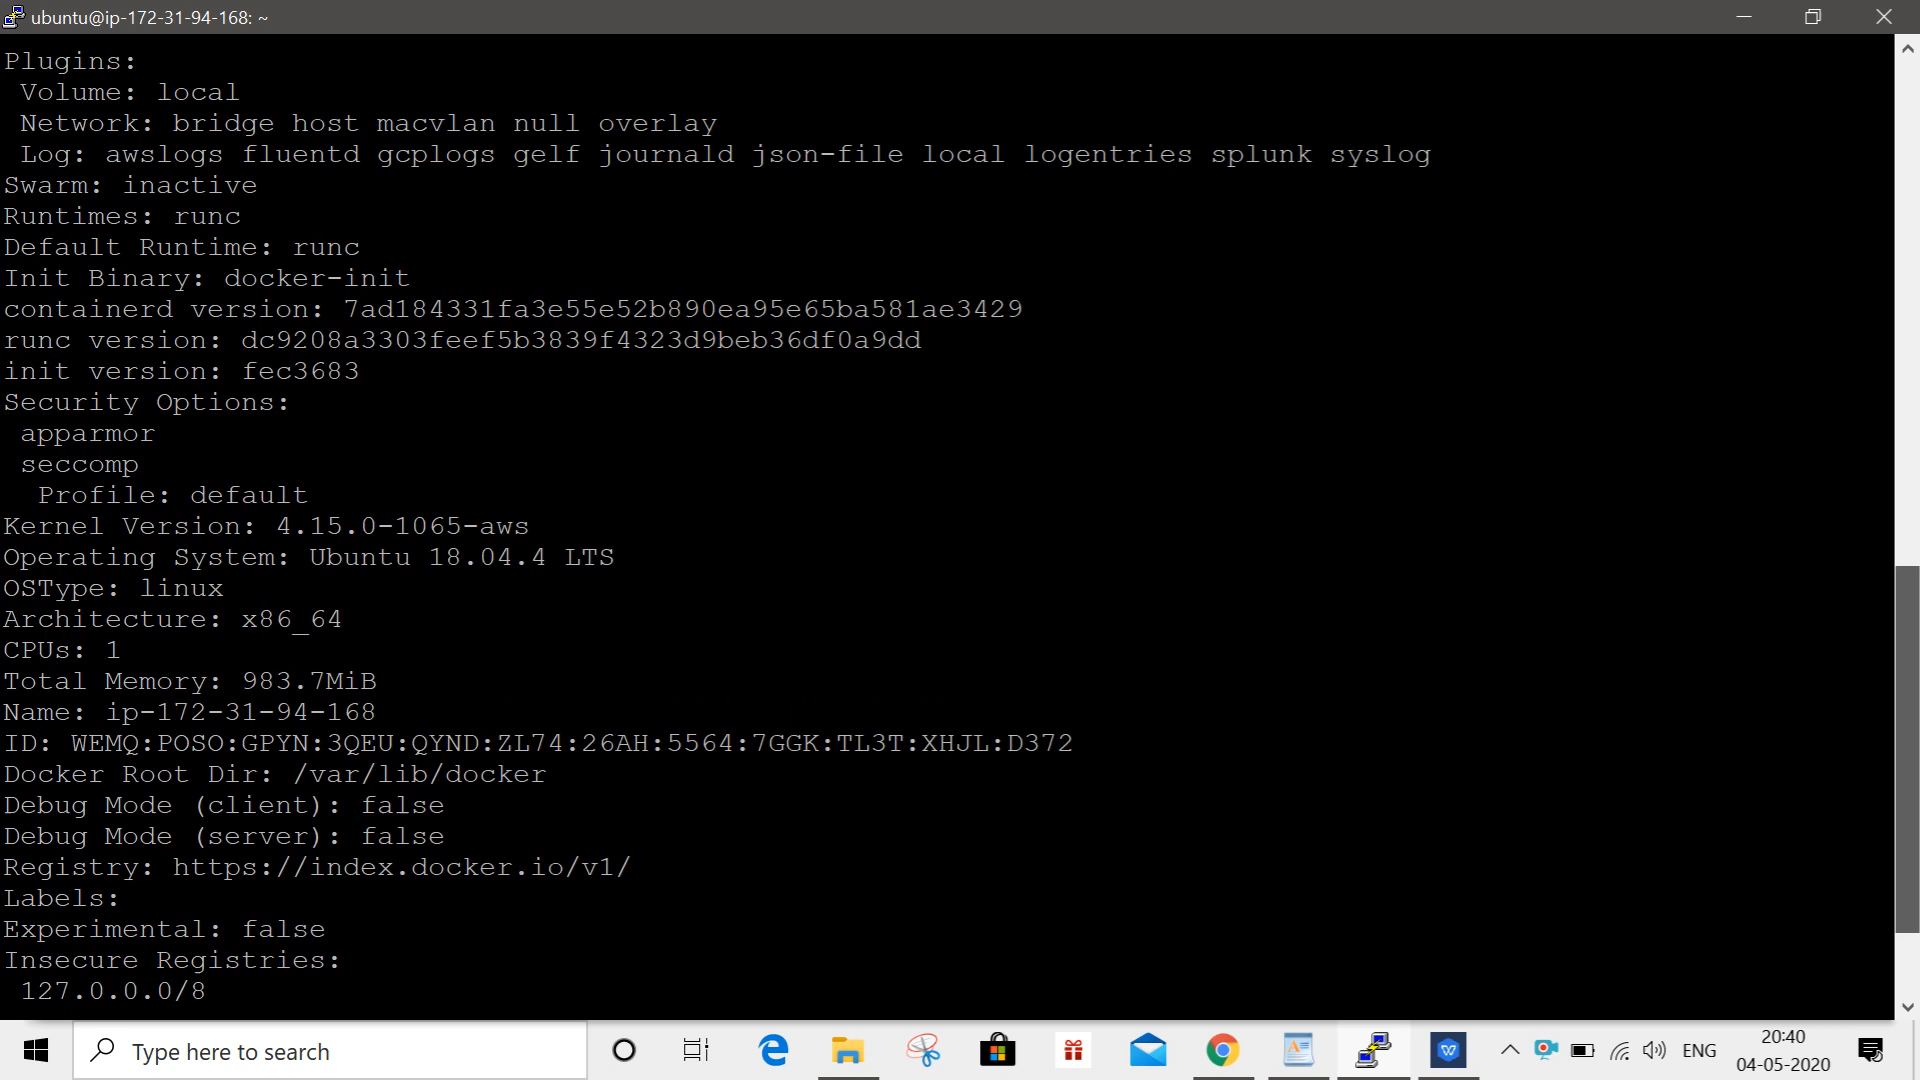 ubuntu@ip-172-31-94-168: ~
Plugins:
Volume: local
Network: bridge host macvlan null overlay
Log: awslogs fluentd gcplogs gelf journald json-file local logentries splunk syslog
Swarm: inactive
Runtimes: runc
Default Runtime: runc
Init Binary: docker-init
containerd version: 7ad184331fa3e55e52b890ea95e65ba581ae3429
runc version: dc9208a3303feef5b3839f4323d9beb36df0a9dd
init version: fec3683
Security Options:
apparmor
seccomp
Profile: default
Kernel Version: 4.15.0-1065-aws
Operating System: Ubuntu 18.04.4 LTS
OSType: linux
Architecture: x86_64
CPUs: 1
Total Memory: 983.7MiB
Name: ip-172-31-94-168
ID: WEMQ:POSO:GPYN:3QEU:QYND:ZL74:26AH:5564:7GGK:TL3T:XHJL:D372
Docker Root Dir: /var/lib/docker
Debug Mode (client): false
Debug Mode (server): false
Registry: https://index.docker.io/v1/
Labels:
Experimental: false
Insecure Registries:
127.0.0.0/8
Type here to search
ENG
20:40
04-05-2020